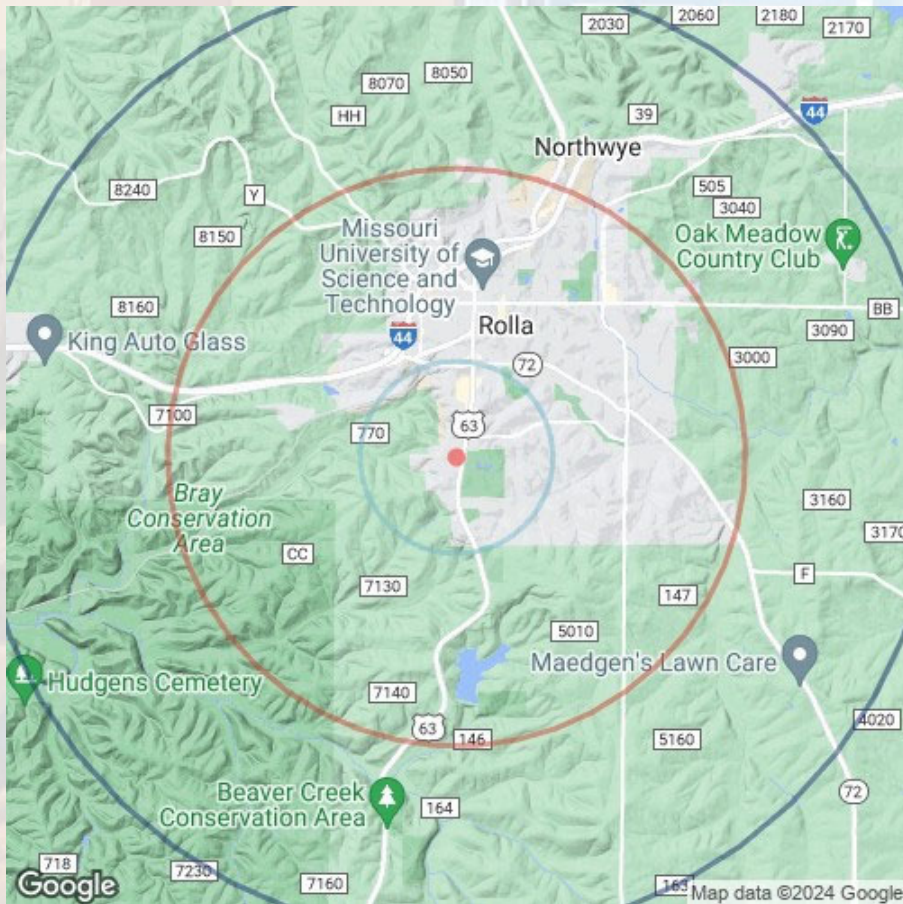 2030
2060
2180
2170
8070
8050
HH
39
44
Northwye
8240
Y
505
3040
8150
Missouri
University of
Science and
Technology
Oak Meadow
Country Club
8160
King Auto Glass
44
Rolla
BB
3090
72
3000
7100
770
63
Bray
Conservation
Area
3160
3170
CC
7130
F
147
5010
Maedgen's Lawn Care
Hudgens Cemetery
7140
63
146
5160
4020
Beaver Creek
Conservation Area
164
72
718
7230
7160
163
Google
Map data ©2024 Google